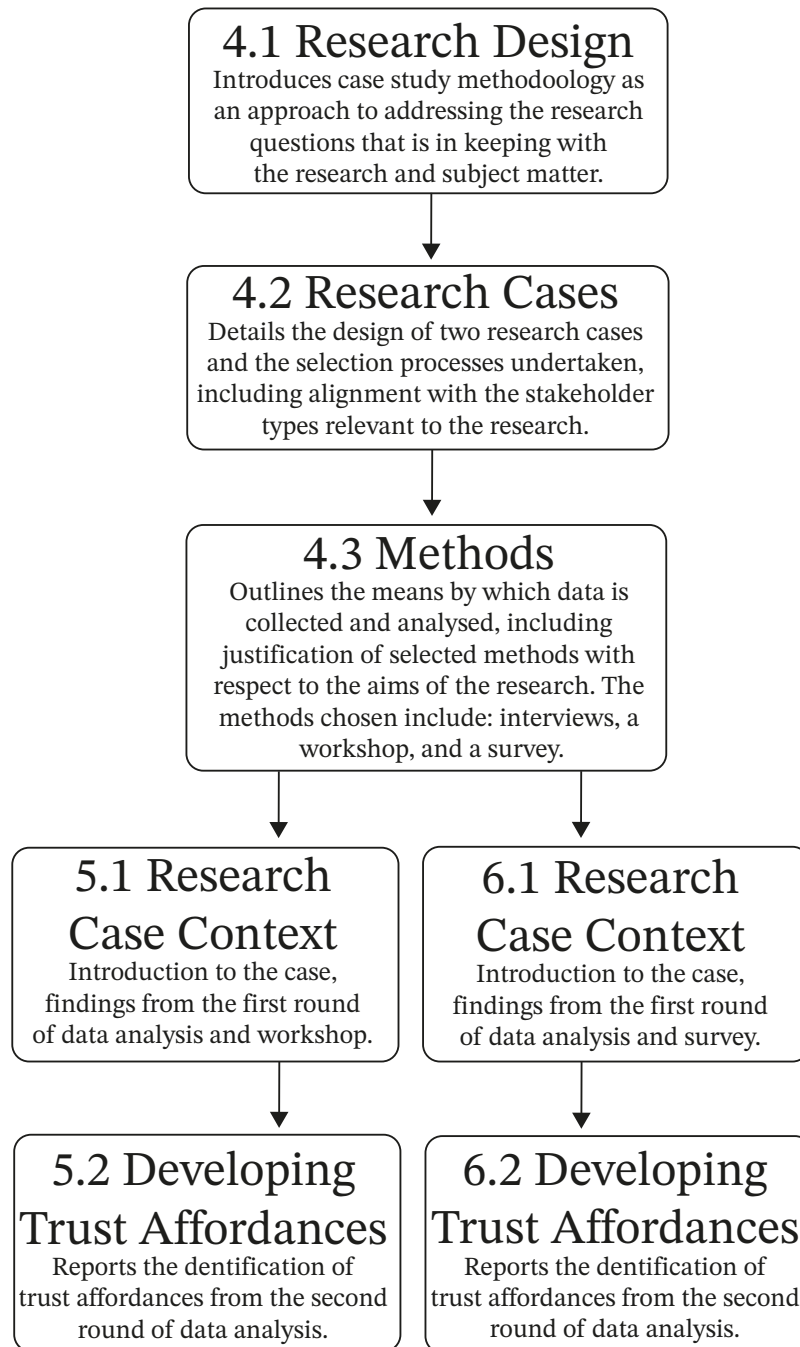 4.1 Research Design
Introduces case study methodoology as
an approach to addressing the research
questions that is in keeping with
the research and subject matter.
4.2 Research Cases
Details the design of two research cases
and the selection processes undertaken,
including alignment with the stakeholder
types relevant to the research.
4.3 Methods
Outlines the means by which data is
collected and analysed, including
justification of selected methods with
respect to the aims of the research. The
methods chosen include: interviews, a
workshop, and a survey.
5.1 Research
Case Context
Introduction to the case,
findings from the first round
of data analysis and workshop.
6.1 Research
Case Context
Introduction to the case,
findings from the first round
of data analysis and survey.
5.2 Developing
Trust Affordances
Reports the dentification of
trust affordances from the second
round of data analysis.
6.2 Developing
Trust Affordances
Reports the dentification of
trust affordances from the second
round of data analysis.